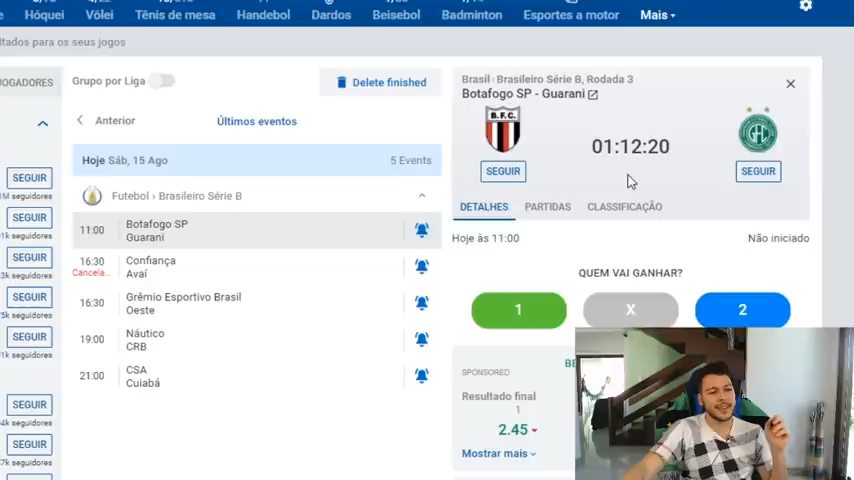 Hóquei Vôlei Tênis de mesa Handebol Dardos Beisebol Badminton Esportes a motor Mais
ltados para os seus jogos
JOGADORES
Grupo por Liga
Delete finished
Anterior
Últimos eventos
Hoje Sáb, 15 Ago
5 Events
Futebol › Brasileiro Série B
11:00
Botafogo SP
Guarani
16:30
Cancela..
Confiança
Avaí
16:30
Grêmio Esportivo Brasil
Oeste
19:00
Náutico
CRB
21:00
CSA
Cuiabá
SEGUIR
1M seguidores
SEGUIR
SEGUIR
SEGUIR
SEGUIR
SEGUIR
SEGUIR
Brasil › Brasileiro Série B, Rodada 3
Botafogo SP - Guarani
B.F.C.
01:12:20
SEGUIR
SEGUIR
DETALHES PARTIDAS CLASSIFICAÇÃO
Hoje às 11:00
Não iniciado
QUEM VAI GANHAR?
1 X 2
SPONSORED
BE
Resultado final
1
2.45
Mostrar mais